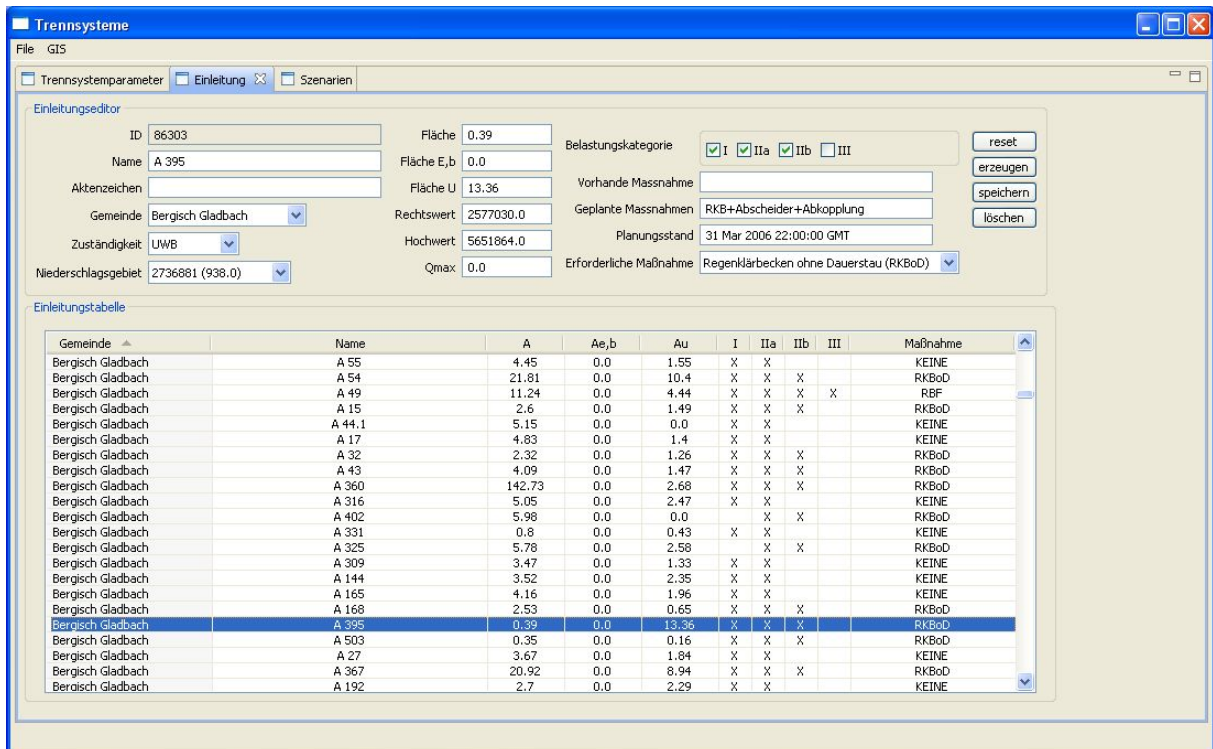 Trennsysteme
File GIS
Trennsystemparameter Einleitung Szenarien
Einleitungseditor
ID 86303
Name A 395
Aktenzeichen
Gemeinde Bergisch Gladbach
Zuständigkeit UWB
Niederschlagsgebiet 2736881 (938.0)
Fläche 0.39
Fläche E,b 0.0
Fläche U 13.36
Rechtswert 2577030.0
Hochwert 5651864.0
Qmax 0.0
Belastungskategorie I IIa IIb III
Vorhande Massnahme
Geplante Massnahmen RKB+Abscheider+Abkopplung
Planungsstand 31 Mar 2006 22:00:00 GMT
Erforderliche Maßnahme Regenklärbecken ohne Dauerstau (RKBoD)
reset
erzeugen
speichern
löschen
Einleitungstabelle
Gemeinde Name A Ae,b Au I IIa IIb III Maßnahme
Bergisch Gladbach A 55 4.45 0.0 1.55 X X KEINE
Bergisch Gladbach A 54 21.81 0.0 10.4 X X X RKBoD
Bergisch Gladbach A 49 11.24 0.0 4.44 X X X X RBF
Bergisch Gladbach A 15 2.6 0.0 1.49 X X X RKBoD
Bergisch Gladbach A 44.1 5.15 0.0 0.0 X X KEINE
Bergisch Gladbach A 17 4.83 0.0 1.4 X X KEINE
Bergisch Gladbach A 32 2.32 0.0 1.26 X X X RKBoD
Bergisch Gladbach A 43 4.09 0.0 1.47 X X X RKBoD
Bergisch Gladbach A 360 142.73 0.0 2.68 X X X RKBoD
Bergisch Gladbach A 316 5.05 0.0 2.47 X X KEINE
Bergisch Gladbach A 402 5.98 0.0 0.0 X X RKBoD
Bergisch Gladbach A 331 0.8 0.0 0.43 X X KEINE
Bergisch Gladbach A 325 5.78 0.0 2.58 X X RKBoD
Bergisch Gladbach A 309 3.47 0.0 1.33 X X KEINE
Bergisch Gladbach A 144 3.52 0.0 2.35 X X KEINE
Bergisch Gladbach A 165 4.16 0.0 1.96 X X KEINE
Bergisch Gladbach A 168 2.53 0.0 0.65 X X X RKBoD
Bergisch Gladbach A 395 0.39 0.0 13.36 X X X RKBoD
Bergisch Gladbach A 503 0.35 0.0 0.16 X X X RKBoD
Bergisch Gladbach A 27 3.67 0.0 1.84 X X KEINE
Bergisch Gladbach A 367 20.92 0.0 8.94 X X X RKBoD
Bergisch Gladbach A 192 2.7 0.0 2.29 X X KEINE